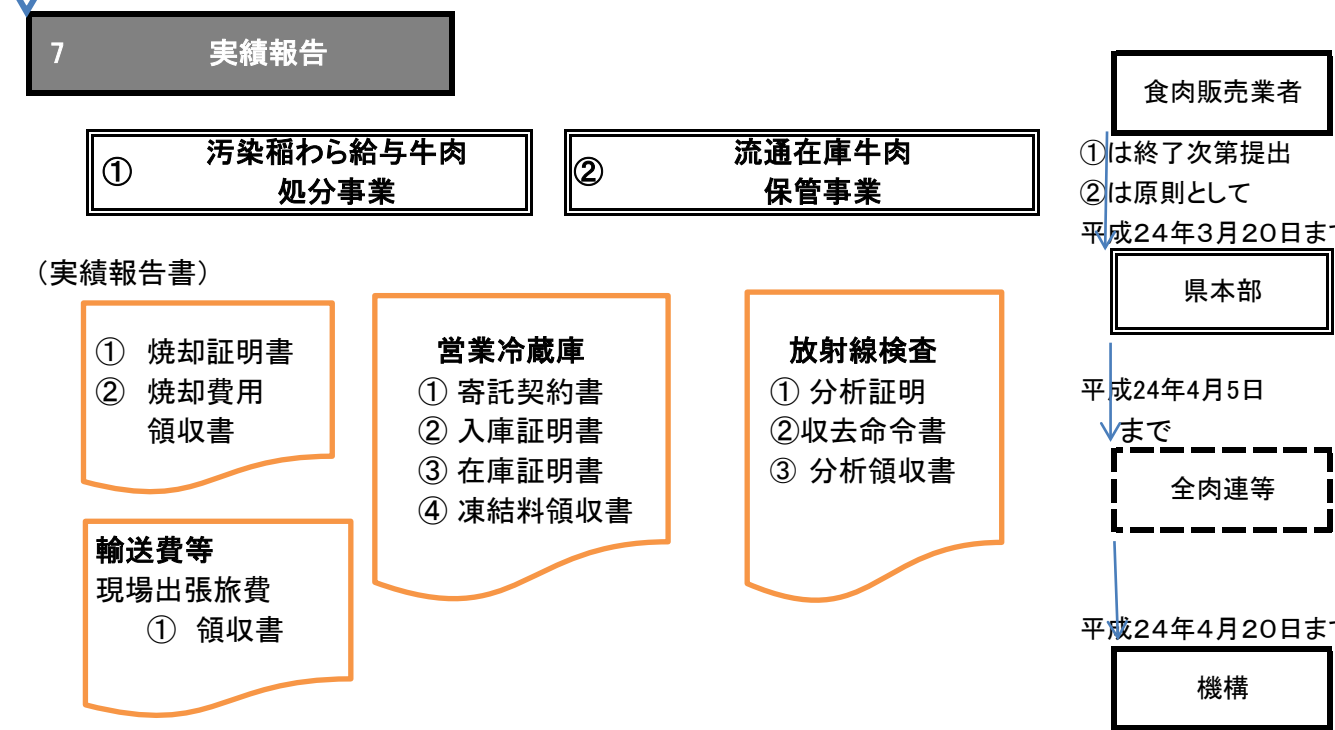 7 実績報告
① 汚染稲わら給与牛肉
処分事業
② 流通在庫牛肉
保管事業
（実績報告書）
① 焼却証明書
② 焼却費用
領収書
輸送費等
現場出張旅費
① 領収書
営業冷蔵庫
① 寄託契約書
② 入庫証明書
③ 在庫証明書
④ 凍結料領収書
放射線検査
① 分析証明
②収去命令書
③ 分析領収書
食肉販売業者
①は終了次第提出
②は原則として
平成２４年３月２０日ま
県本部
平成24年4月5日
まで
全肉連等
平成２４年４月２０日ま
機構